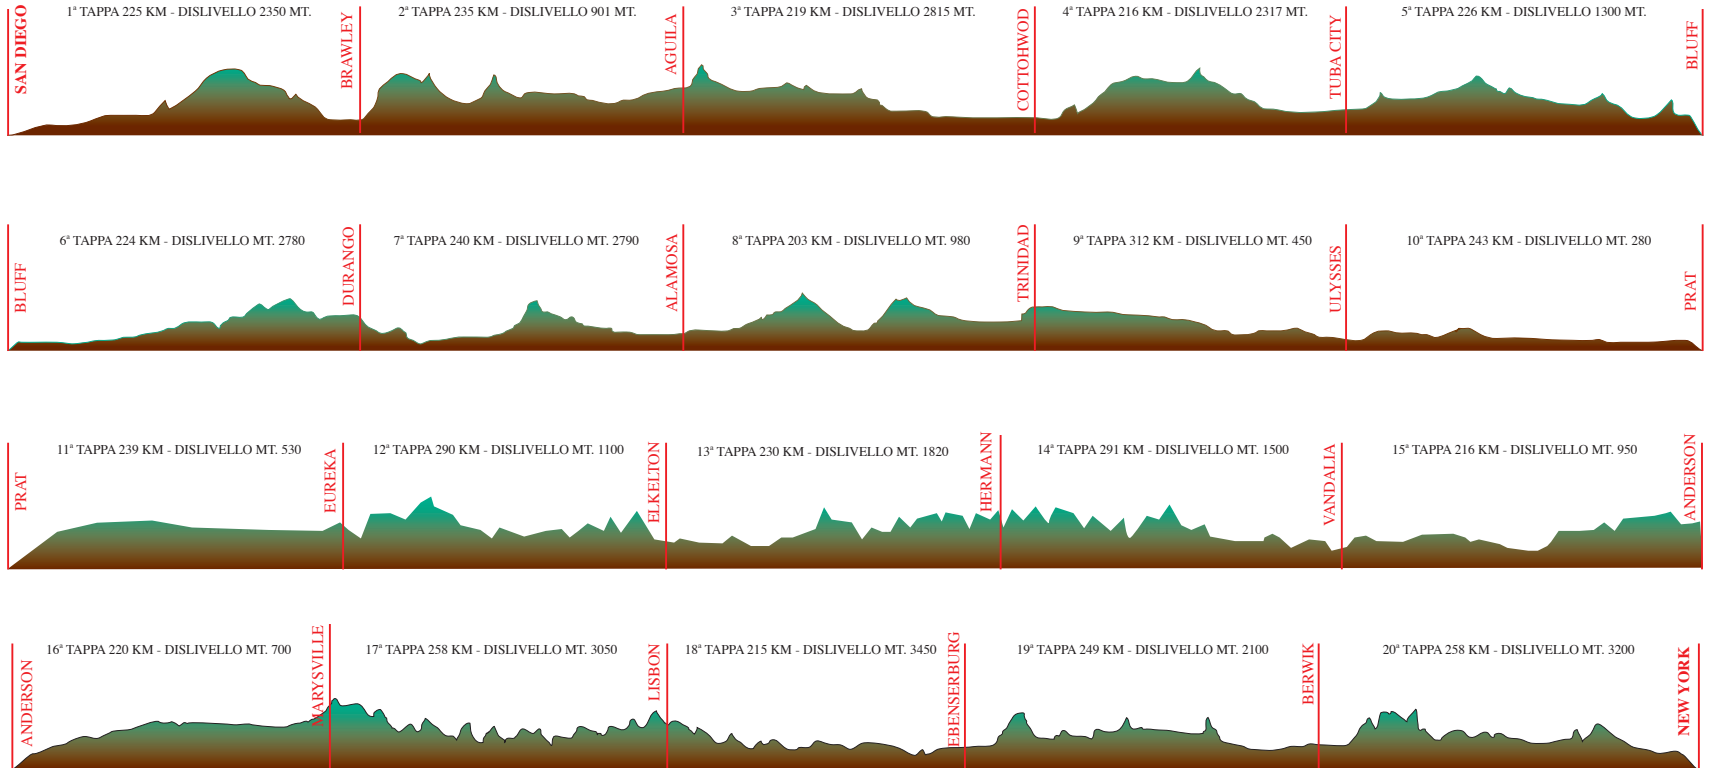 SAN DIEGO
1ª TAPPA 225 KM - DISLIVELLO 2350 MT.
BRAWLEY
2ª TAPPA 235 KM - DISLIVELLO 901 MT.
AGUILA
3ª TAPPA 219 KM - DISLIVELLO 2815 MT.
COTTOHWOD
4ª TAPPA 216 KM - DISLIVELLO 2317 MT.
TUBA CITY
5ª TAPPA 226 KM - DISLIVELLO 1300 MT.
BLUFF
BLUFF
6ª TAPPA 224 KM - DISLIVELLO MT. 2780
DURANGO
7ª TAPPA 240 KM - DISLIVELLO MT. 2790
ALAMOSA
8ª TAPPA 203 KM - DISLIVELLO MT. 980
TRINIDAD
9ª TAPPA 312 KM - DISLIVELLO MT. 450
ULYSSES
10ª TAPPA 243 KM - DISLIVELLO MT. 280
PRAT
PRAT
11ª TAPPA 239 KM - DISLIVELLO MT. 530
EUREKA
12ª TAPPA 290 KM - DISLIVELLO MT. 1100
ELKELTON
13ª TAPPA 230 KM - DISLIVELLO MT. 1820
HERMANN
14ª TAPPA 291 KM - DISLIVELLO MT. 1500
VANDALIA
15ª TAPPA 216 KM - DISLIVELLO MT. 950
ANDERSON
ANDERSON
16ª TAPPA 220 KM - DISLIVELLO MT. 700
MARYSVILLE
17ª TAPPA 258 KM - DISLIVELLO MT. 3050
LISBON
18ª TAPPA 215 KM - DISLIVELLO MT. 3450
EBENSERBURG
19ª TAPPA 249 KM - DISLIVELLO MT. 2100
BERWIK
20ª TAPPA 258 KM - DISLIVELLO MT. 3200
NEW YORK